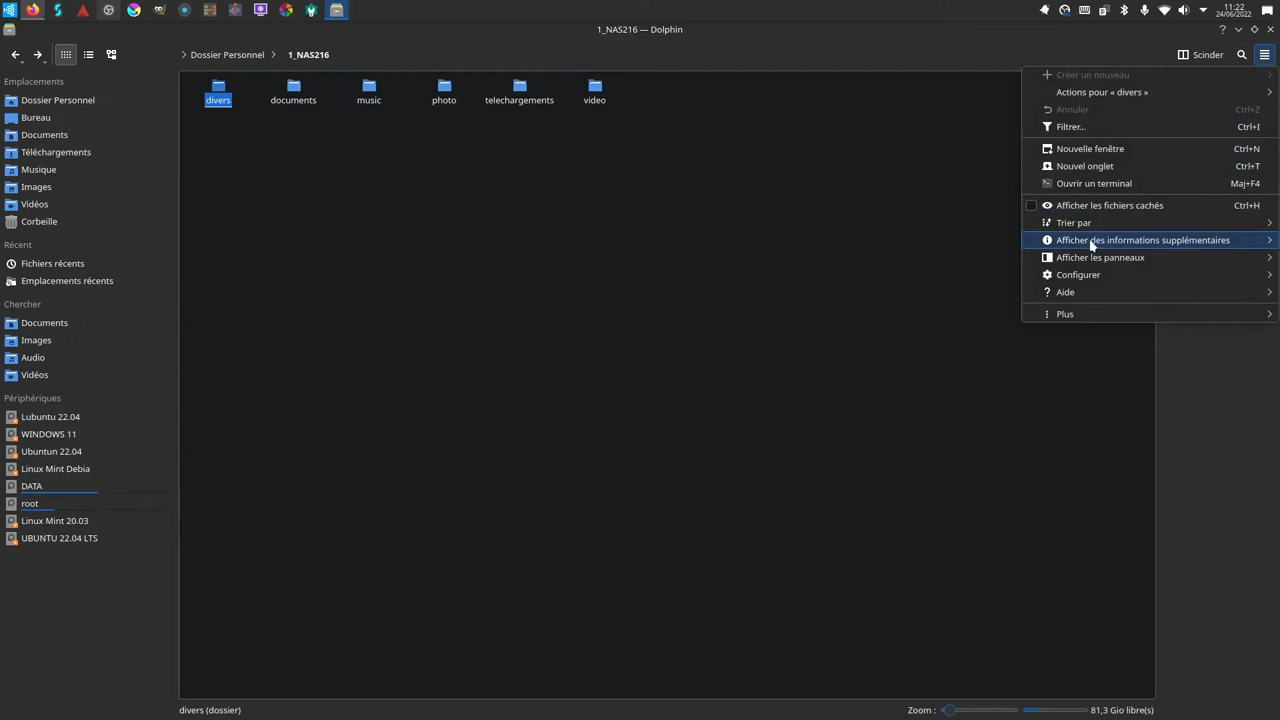 11:22
24/06/2022
1_NAS216 — Dolphin
Dossier Personnel
1_NAS216
Scinder
Emplacements
Dossier Personnel
Bureau
Documents
Téléchargements
Musique
Images
Vidéos
Corbeille
Récent
Fichiers récents
Emplacements récents
Chercher
Documents
Images
Audio
Vidéos
Périphériques
Lubuntu 22.04
WINDOWS 11
Ubuntun 22.04
Linux Mint Debia
DATA
root
Linux Mint 20.03
UBUNTU 22.04 LTS
divers
documents
music
photo
telechargements
video
Créer un nouveau
Actions pour « divers »
Annuler Ctrl+Z
Filtrer... Ctrl+I
Nouvelle fenêtre Ctrl+N
Nouvel onglet Ctrl+T
Ouvrir un terminal Maj+F4
Afficher les fichiers cachés Ctrl+H
Trier par
Afficher des informations supplémentaires
Afficher les panneaux
Configurer
Aide
Plus
divers (dossier)
Zoom :
81,3 Gio libre(s)